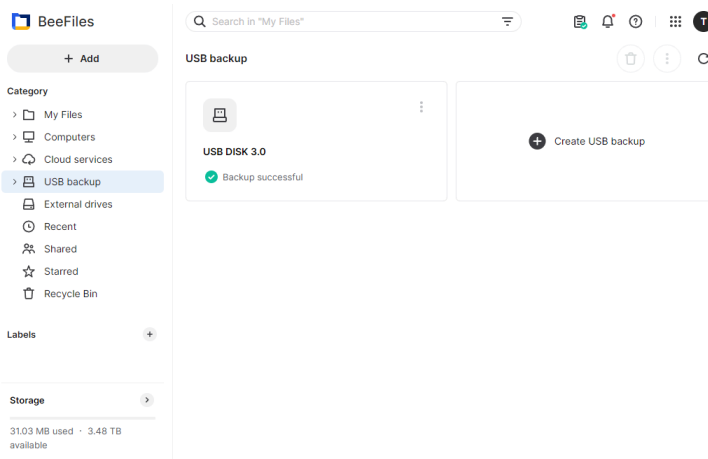 BeeFiles
Search in "My Files"
T
+ Add
USB backup
Category
My Files
Computers
Cloud services
USB backup
External drives
Recent
Shared
Starred
Recycle Bin
USB DISK 3.0
Backup successful
Create USB backup
Labels
Storage
31.03 MB used · 3.48 TB
available